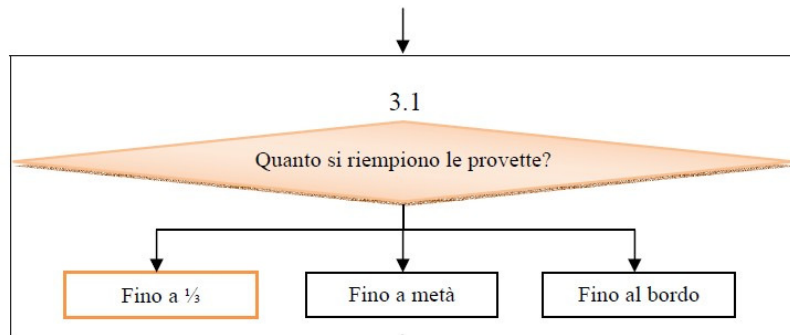 3.1
Quanto si riempiono le provette?
Fino a ⅓
Fino a metà
Fino al bordo